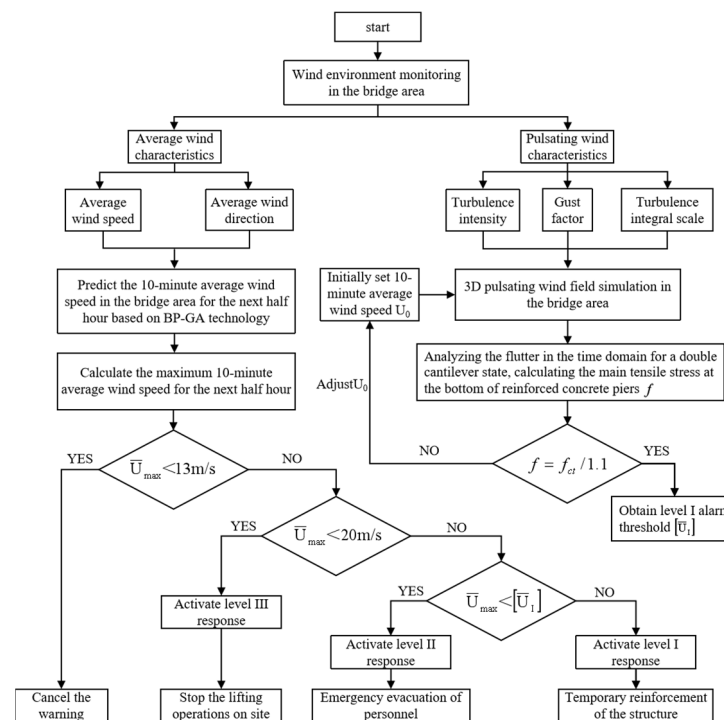 start
Wind environment monitoring
in the bridge area
Average wind
characteristics
Pulsating wind
characteristics
Average
wind speed
Average wind
direction
Turbulence
intensity
Gust
factor
Turbulence
integral scale
Predict the 10-minute average wind
speed in the bridge area for the next half
hour based on BP-GA technology
Initially set 10-
minute average
wind speed U₀
3D pulsating wind field simulation in
the bridge area
Calculate the maximum 10-minute
average wind speed for the next half hour
Analyzing the flutter in the time domain for a double
cantilever state, calculating the main tensile stress at
the bottom of reinforced concrete piers f
AdjustU₀
YES
U̅max<13m/s
NO
NO
f = fct /1.1
YES
Obtain level I alarm
threshold [U̅I]
YES
U̅max<20m/s
NO
YES
U̅max<[U̅I]
NO
Activate level III
response
Activate level II
response
Activate level I
response
Cancel the
warning
Stop the lifting
operations on site
Emergency evacuation of
personnel
Temporary reinforcement
of the structure